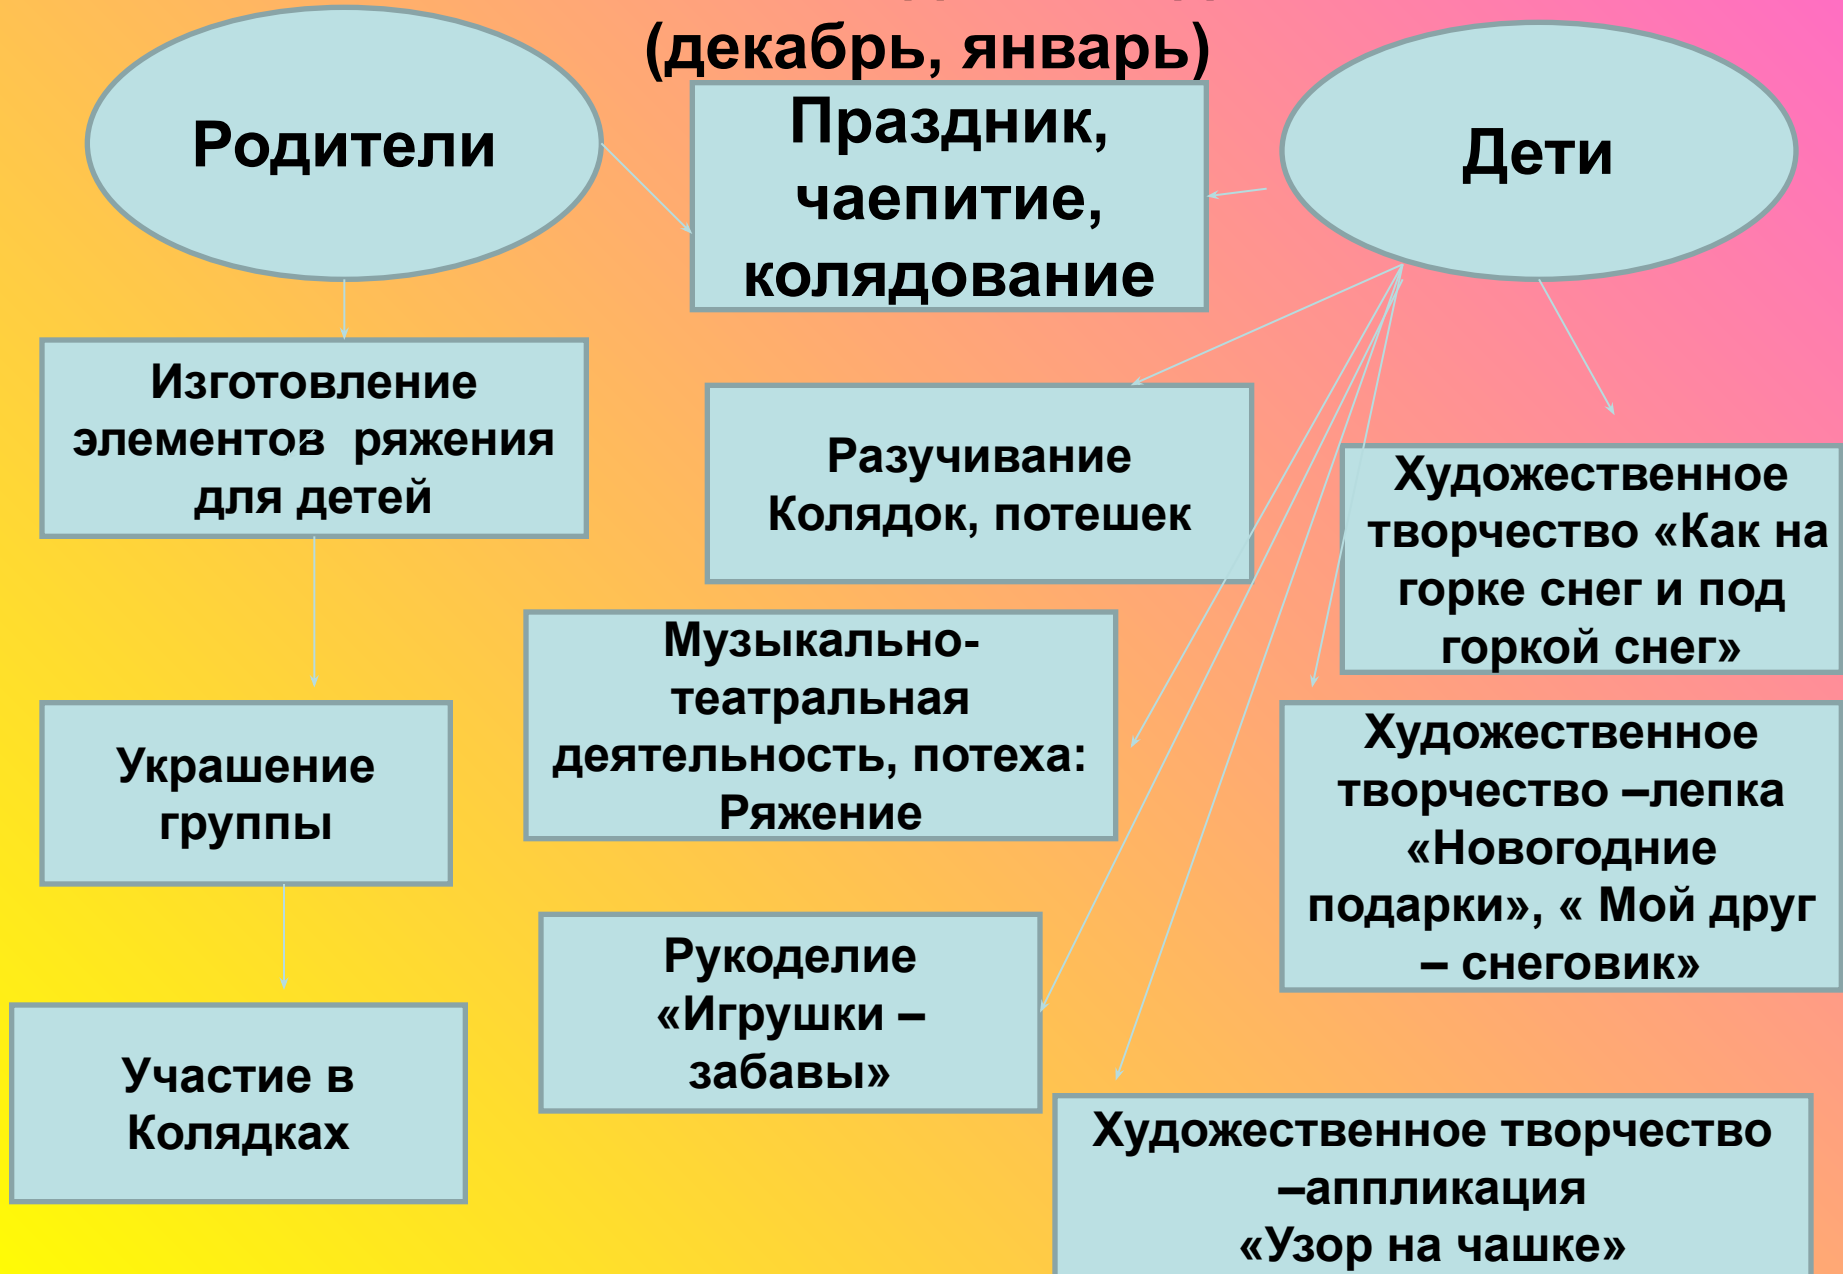 (декабрь, январь)
Родители
Праздник,
чаепитие,
колядование
Дети
Изготовление
элементов ряжения
для детей
Разучивание
Колядок, потешек
Художественное
творчество «Как на
горке снег и под
горкой снег»
Музыкально-
театральная
деятельность, потеха:
Ряжение
Украшение
группы
Художественное
творчество –лепка
«Новогодние
подарки», « Мой друг
– снеговик»
Рукоделие
«Игрушки –
забавы»
Участие в
Колядках
Художественное творчество
–аппликация
«Узор на чашке»